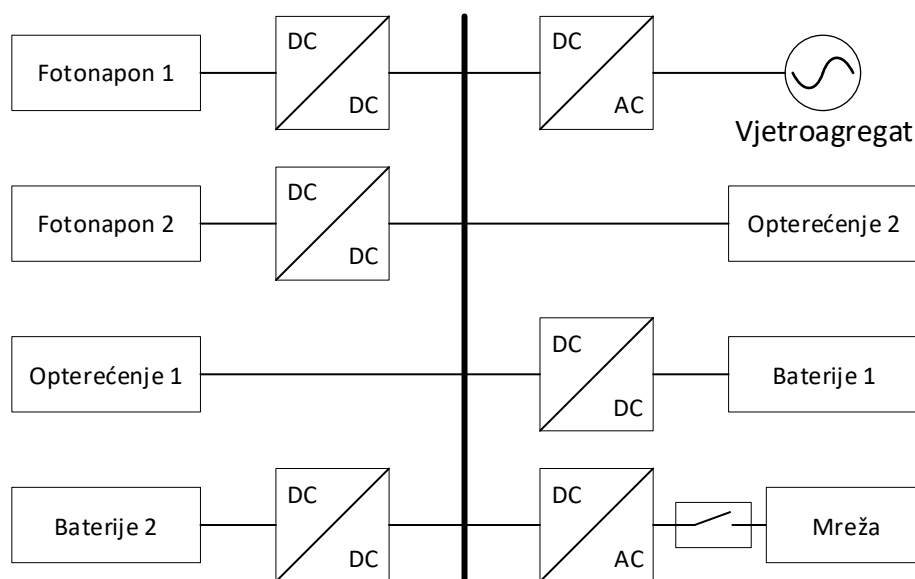 Fotonapon 1
DC
DC
DC
AC
Vjetroagregat
Fotonapon 2
DC
DC
Opterećenje 2
Opterećenje 1
DC
DC
Baterije 1
Baterije 2
DC
DC
DC
AC
Mreža